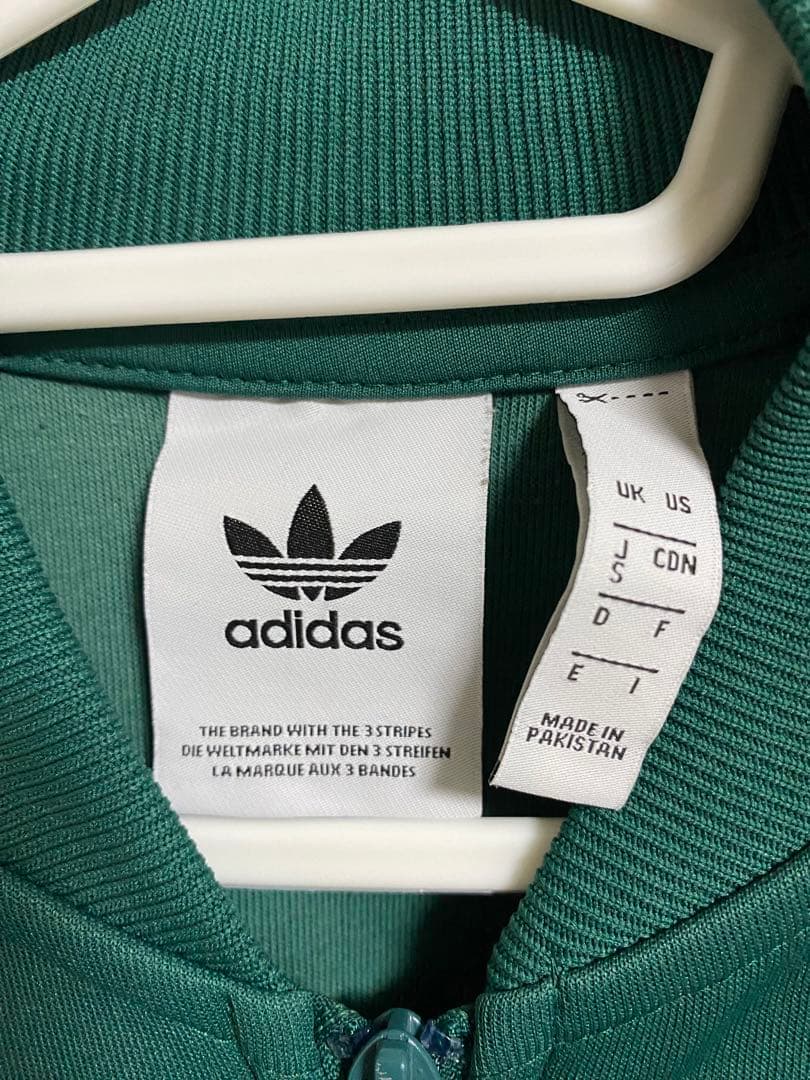 adidas
THE BRAND WITH THE 3 STRIPES
DIE WELTMARKE MIT DEN 3 STREIFEN
LA MARQUE AUX 3 BANDES
UK US
J CDN
S
D F
E I
MADE IN
PAKISTAN